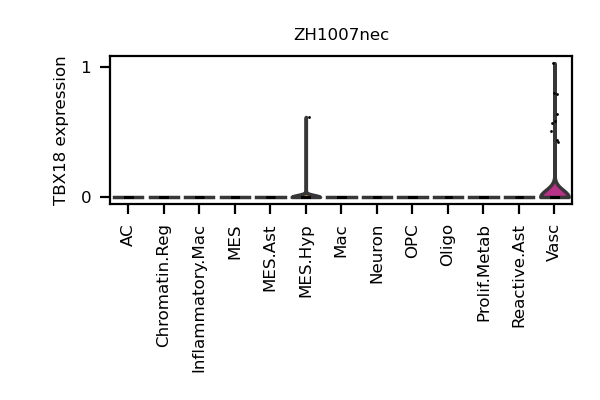 ZH1007nec
TBX18 expression
1
0
AC
Chromatin.Reg
Inflammatory.Mac
MES
MES.Ast
MES.Hyp
Mac
Neuron
OPC
Oligo
Prolif.Metab
Reactive.Ast
Vasc